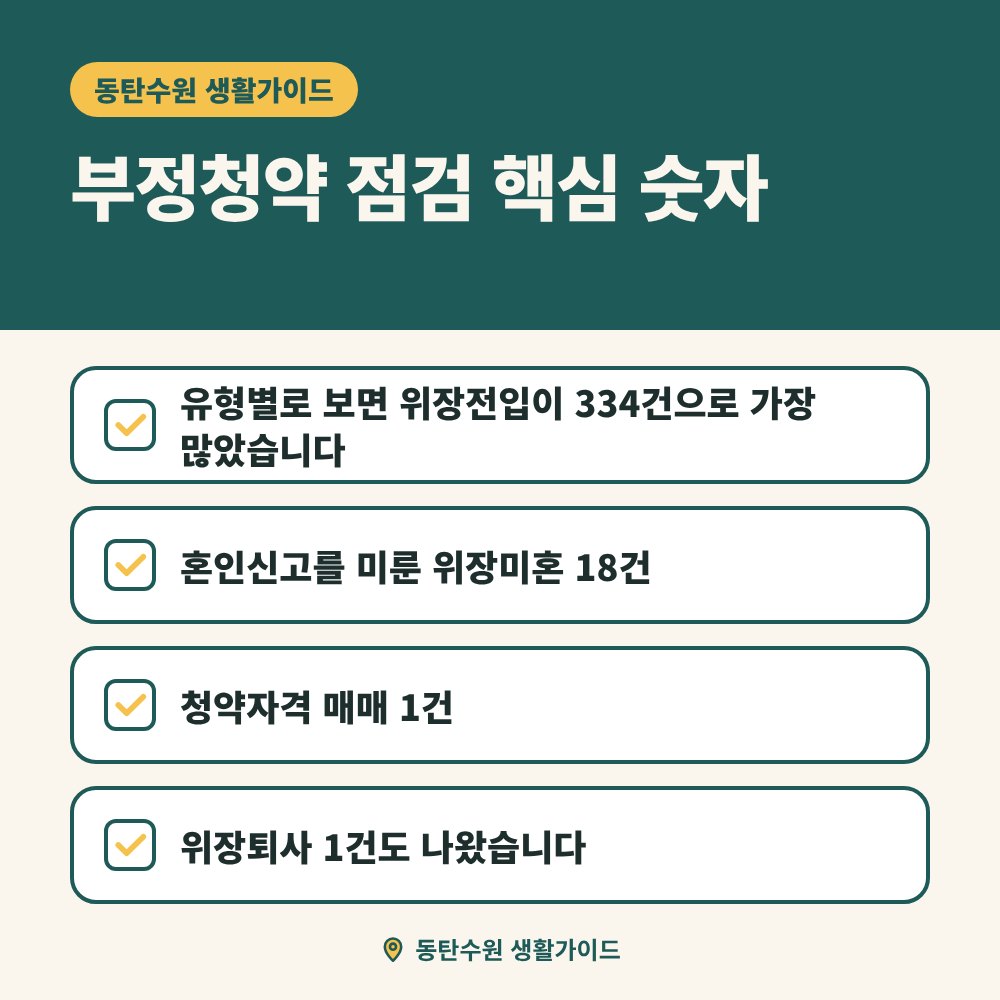 동탄수원 생활가이드
부정청약 점검 핵심 숫자
유형별로 보면 위장전입이 334건으로 가장
많았습니다
혼인신고를 미룬 위장미혼 18건
청약자격 매매 1건
위장퇴사 1건도 나왔습니다
동탄수원 생활가이드